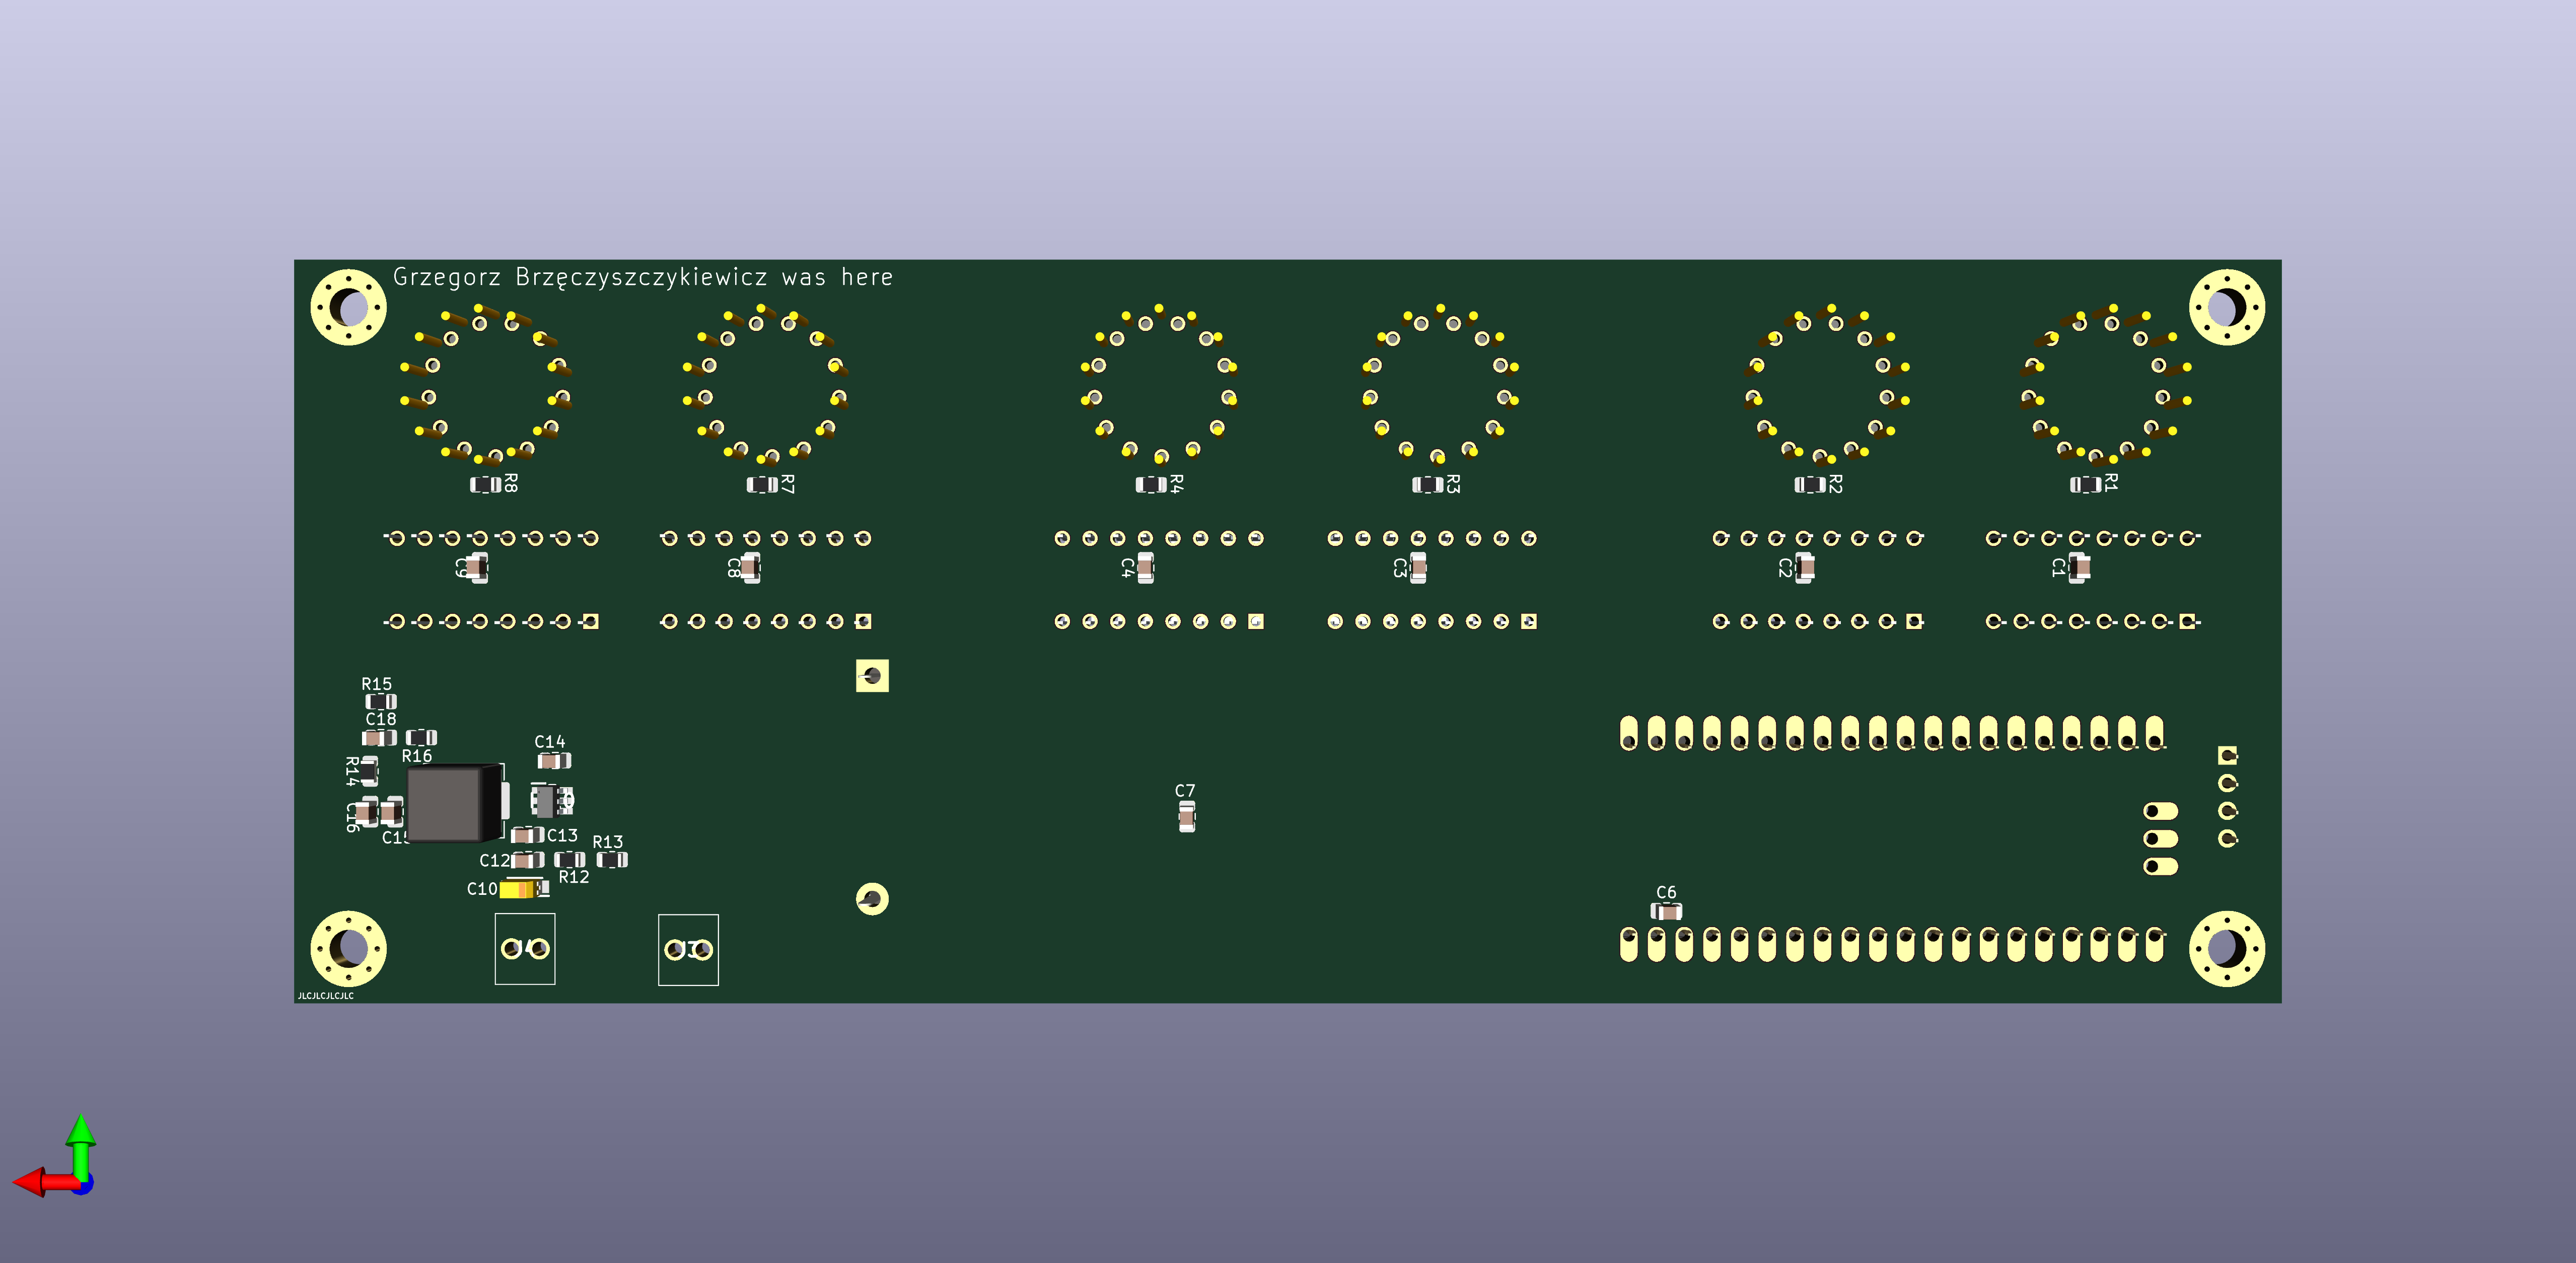 Grzegorz Brzęczyszczykiewicz was here
R8
R7
R4
R3
R2
R1
C9
C8
C4
C3
C2
C1
R15
C18
R16
R14
C14
C16
C13
R13
C12
R12
C10
C7
C6
JLCJLCJLCJLC